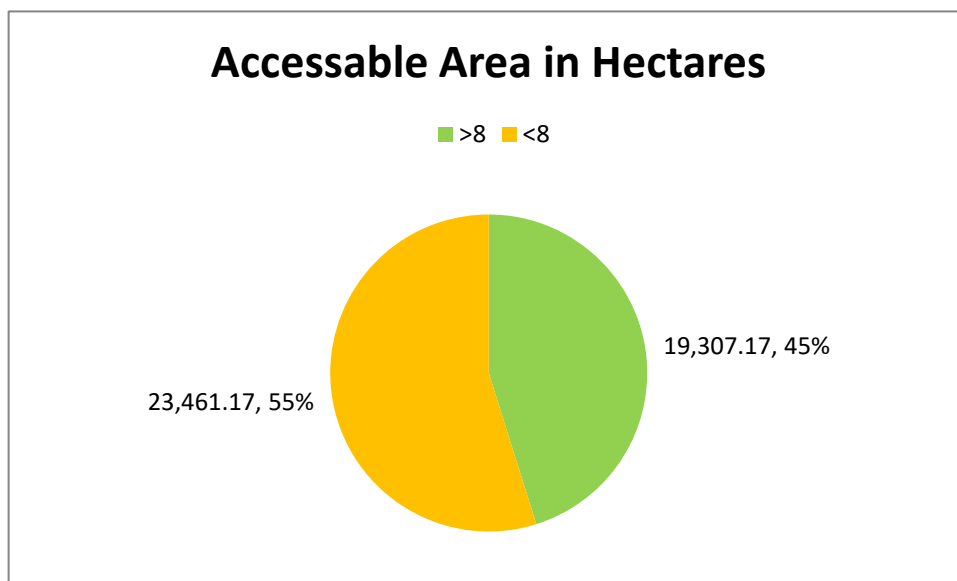 Accessable Area in Hectares
>8 <8
19,307.17, 45%
23,461.17, 55%